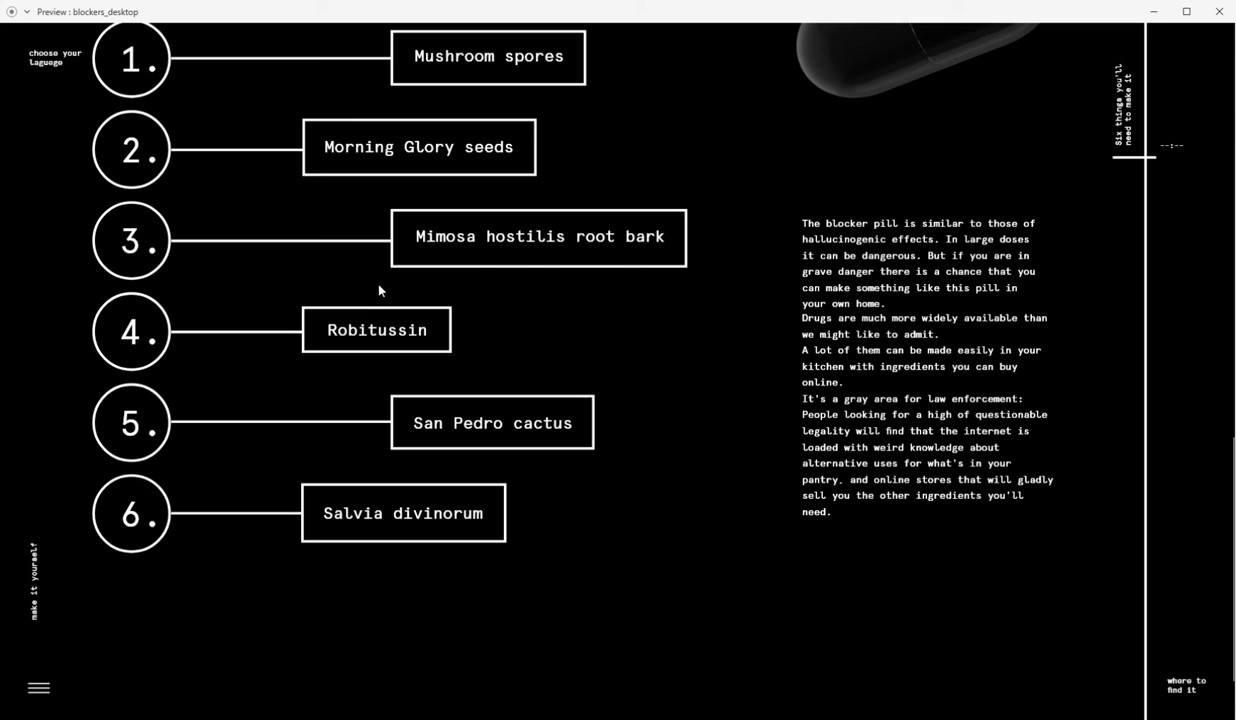 Preview : blockers_desktop
choose your
laguege
1.
Mushroom spores
2.
Morning Glory seeds
3.
Mimosa hostilis root bark
4.
Robitussin
5.
San Pedro cactus
6.
Salvia divinorum
Six things you'll
need to make it
--:--
The blocker pill is similar to those of
hallucinogenic effects. In large doses
it can be dangerous. But if you are in
grave danger there is a chance that you
can make something like this pill in
your own home.
Drugs are much more widely available than
we might like to admit.
A lot of them can be made easily in your
kitchen with ingredients you can buy
online.
It's a gray area for law enforcement:
People looking for a high of questionable
legality will find that the internet is
loaded with weird knowledge about
alternative uses for what's in your
pantry, and online stores that will gladly
sell you the other ingredients you'll
need.
make it yourself
where to
find it